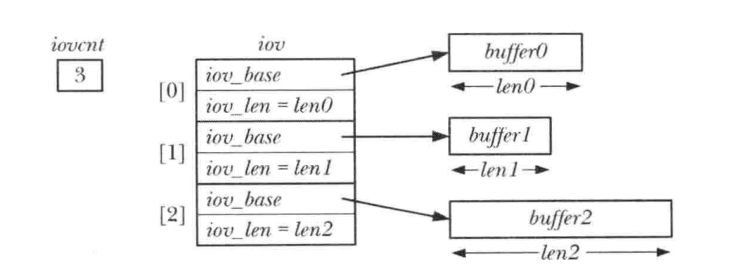 iovcnt
3
iov
[0]
iov_base
iov_len = len0
[1]
iov_base
iov_len = len1
[2]
iov_base
iov_len = len2
buffer0
len0
buffer1
len1
buffer2
len2